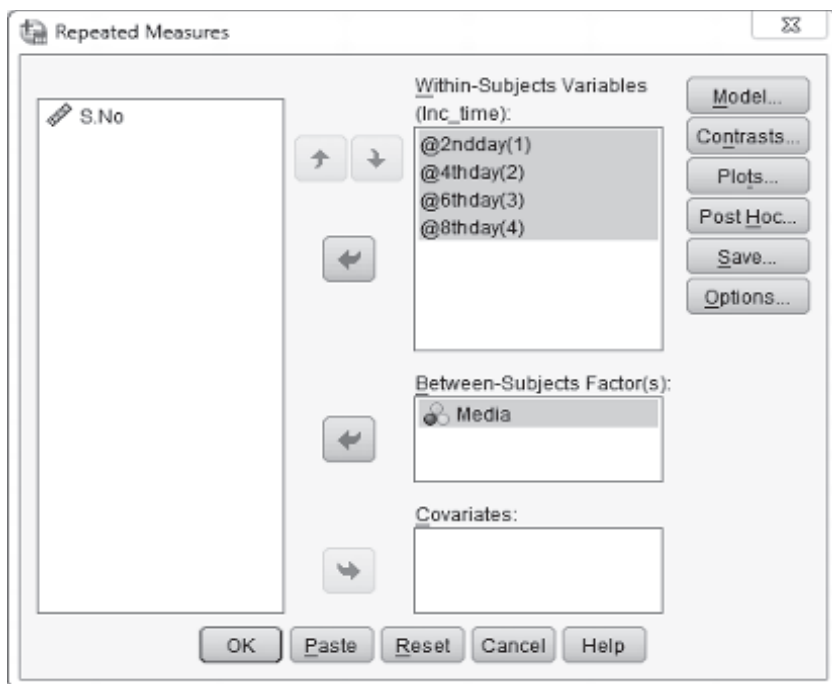 Repeated Measures
S.No
Within-Subjects Variables
(Inc_time):
@2ndday(1)
@4thday(2)
@6thday(3)
@8thday(4)
Model...
Contrasts...
Plots...
Post Hoc...
Save...
Options...
Between-Subjects Factor(s):
Media
Covariates:
OK
Paste
Reset
Cancel
Help